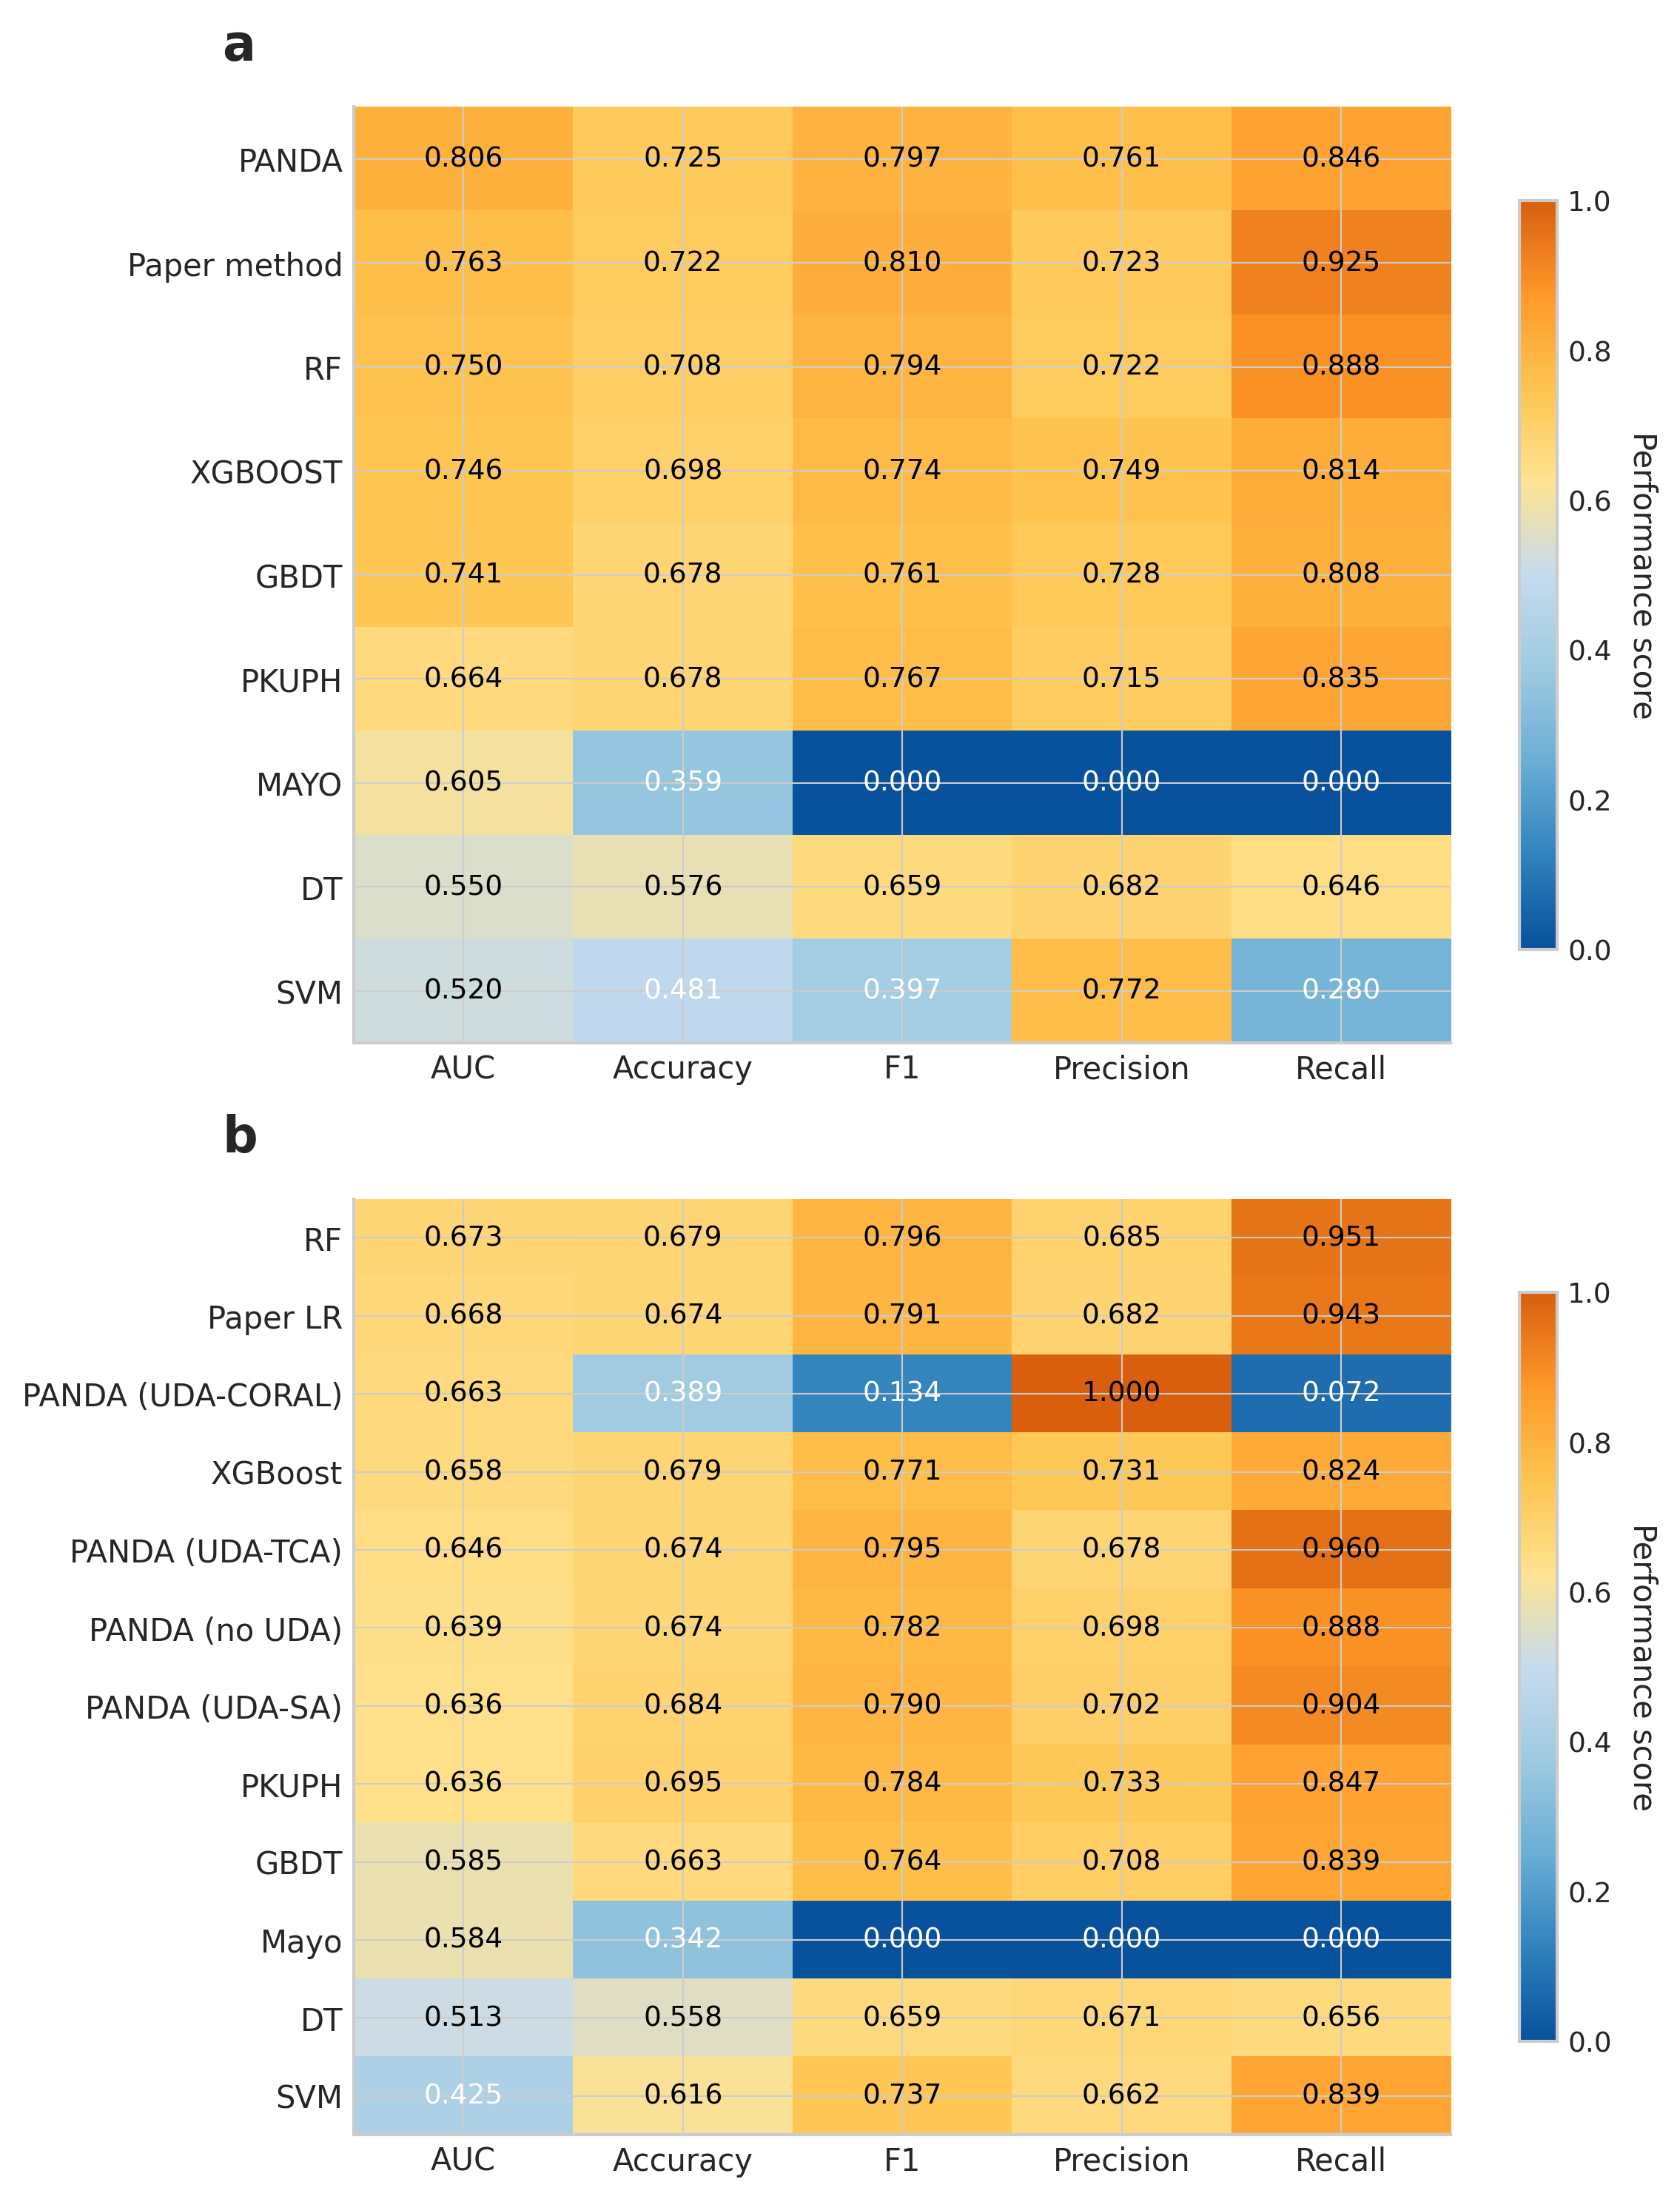 a
PANDA 0.806 0.725 0.797 0.761 0.846
Paper method 0.763 0.722 0.810 0.723 0.925
RF 0.750 0.708 0.794 0.722 0.888
XGBOOST 0.746 0.698 0.774 0.749 0.814
GBDT 0.741 0.678 0.761 0.728 0.808
PKUPH 0.664 0.678 0.767 0.715 0.835
MAYO 0.605 0.359 0.000 0.000 0.000
DT 0.550 0.576 0.659 0.682 0.646
SVM 0.520 0.481 0.397 0.772 0.280
AUC Accuracy F1 Precision Recall
1.0
0.8
0.6
0.4
0.2
0.0
Performance score
b
RF 0.673 0.679 0.796 0.685 0.951
Paper LR 0.668 0.674 0.791 0.682 0.943
PANDA (UDA-CORAL) 0.663 0.389 0.134 1.000 0.072
XGBoost 0.658 0.679 0.771 0.731 0.824
PANDA (UDA-TCA) 0.646 0.674 0.795 0.678 0.960
PANDA (no UDA) 0.639 0.674 0.782 0.698 0.888
PANDA (UDA-SA) 0.636 0.684 0.790 0.702 0.904
PKUPH 0.636 0.695 0.784 0.733 0.847
GBDT 0.585 0.663 0.764 0.708 0.839
Mayo 0.584 0.342 0.000 0.000 0.000
DT 0.513 0.558 0.659 0.671 0.656
SVM 0.425 0.616 0.737 0.662 0.839
AUC Accuracy F1 Precision Recall
1.0
0.8
0.6
0.4
0.2
0.0
Performance score